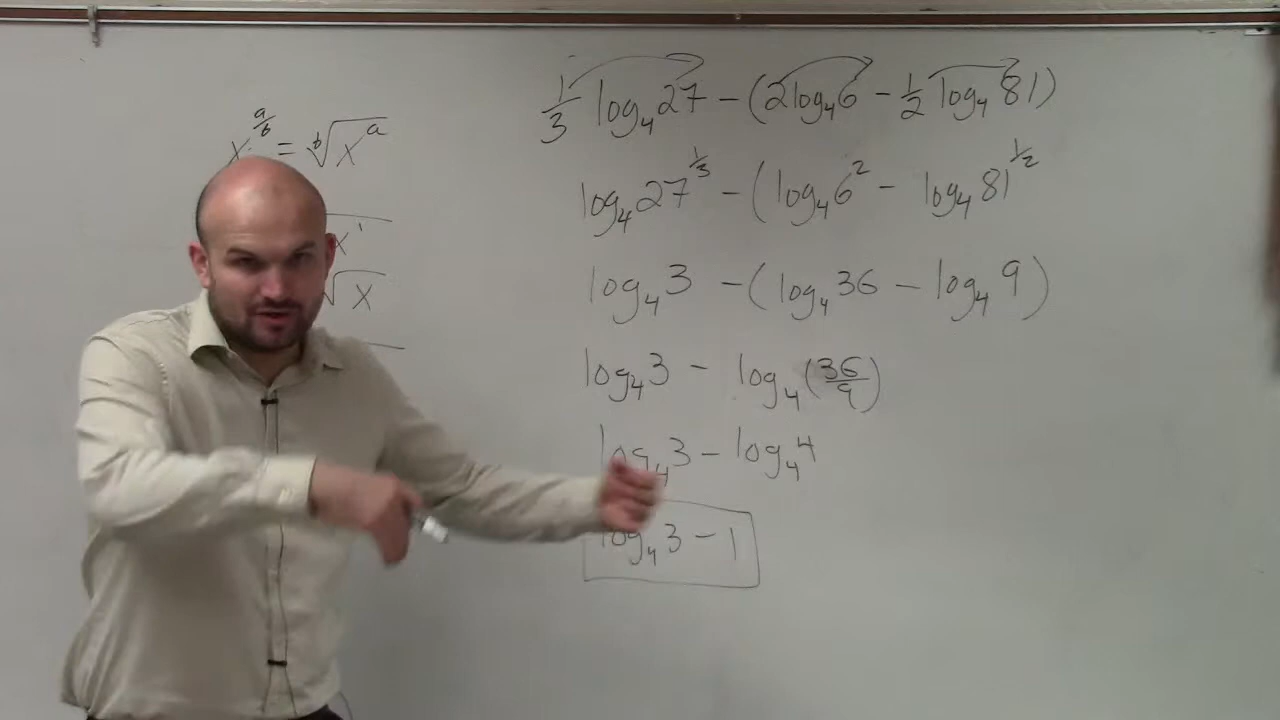 x^(a/b) = ᵇ√(x^a)
x'
√x
1/3 log₄27 - (2log₄6 - 1/2 log₄81)
log₄27^(1/3) - (log₄6² - log₄81^(1/2)
log₄3 - (log₄36 - log₄9)
log₄3 - log₄(36/9)
log₄3 - log₄4
log₄3 - 1